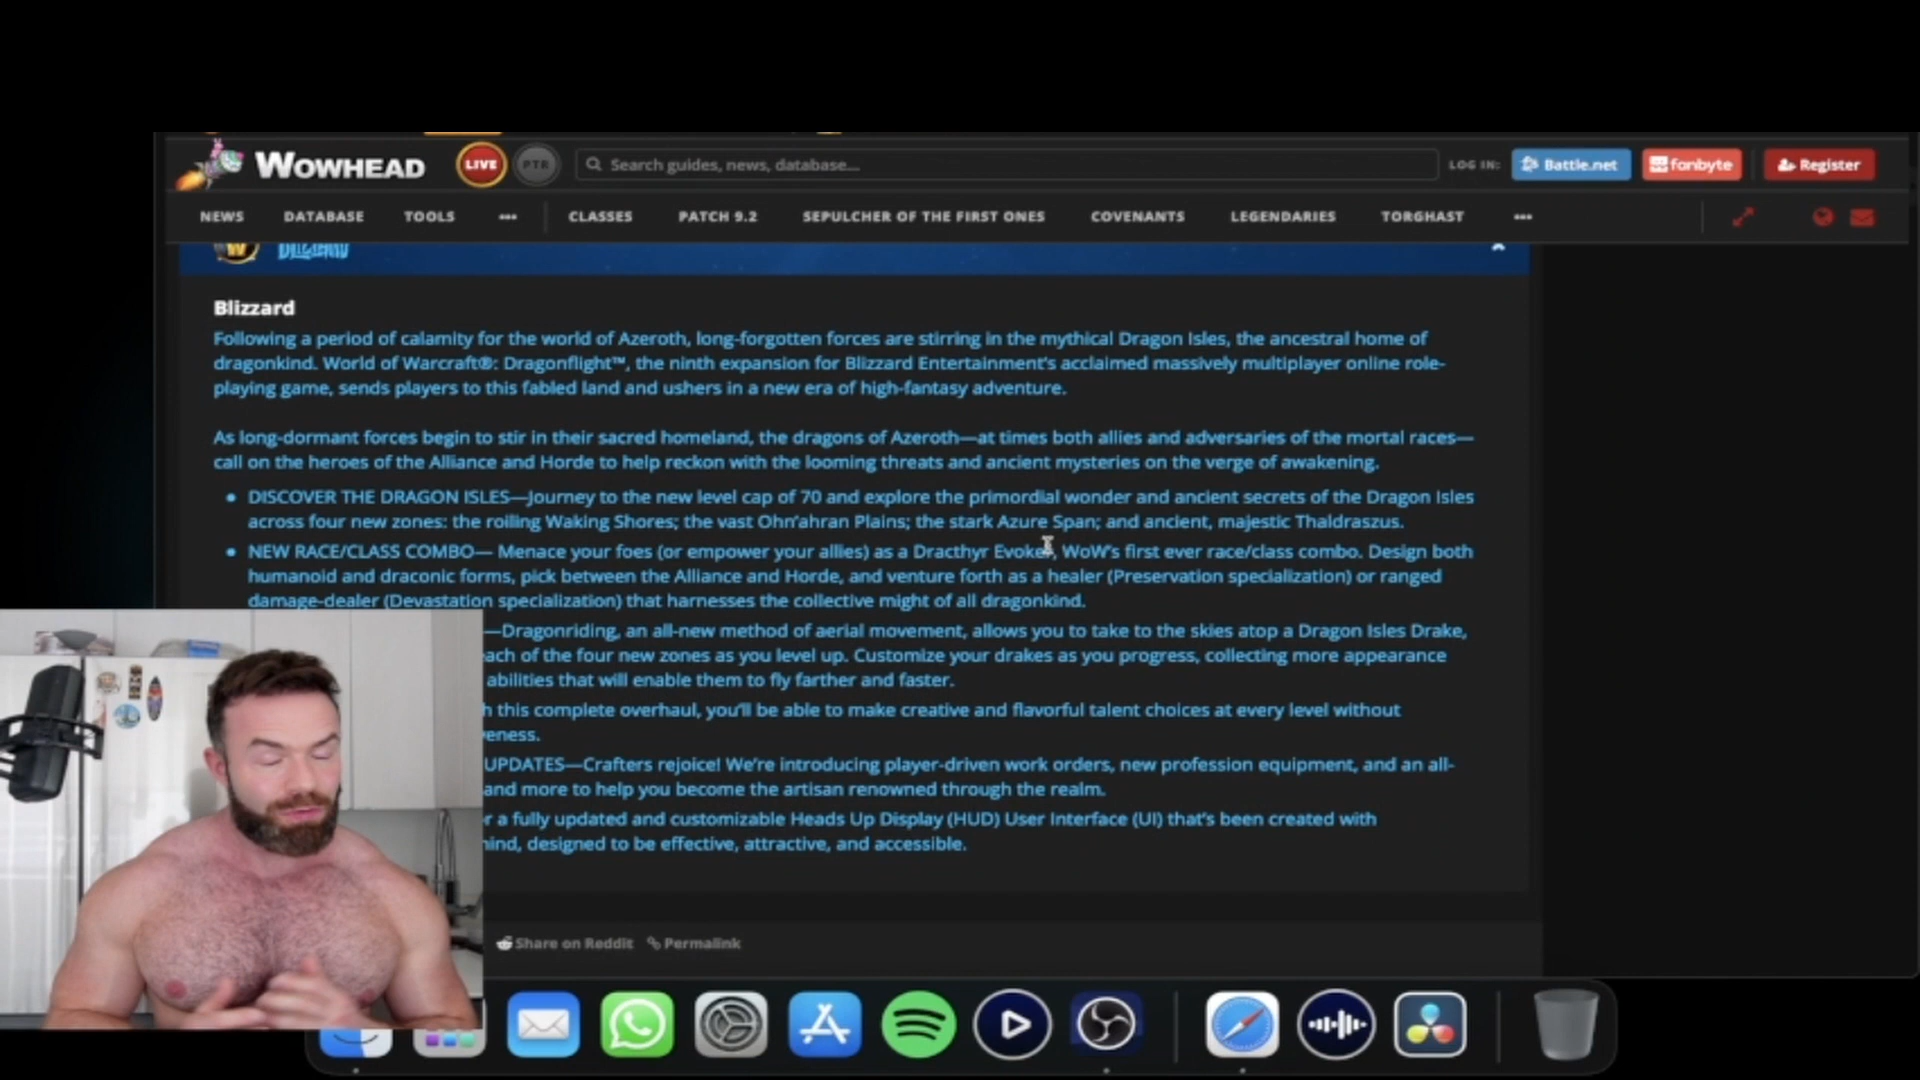 WOWHEAD LIVE PTR Search guides, news, database... LOG IN: Battle.net fanbyte Register
NEWS DATABASE TOOLS ••• CLASSES PATCH 9.2 SEPULCHER OF THE FIRST ONES COVENANTS LEGENDARIES TORGHAST •••
BLIZZARD
Blizzard
Following a period of calamity for the world of Azeroth, long-forgotten forces are stirring in the mythical Dragon Isles, the ancestral home of
dragonkind. World of Warcraft®: Dragonflight™, the ninth expansion for Blizzard Entertainment's acclaimed massively multiplayer online role-
playing game, sends players to this fabled land and ushers in a new era of high-fantasy adventure.
As long-dormant forces begin to stir in their sacred homeland, the dragons of Azeroth—at times both allies and adversaries of the mortal races—
call on the heroes of the Alliance and Horde to help reckon with the looming threats and ancient mysteries on the verge of awakening.
• DISCOVER THE DRAGON ISLES—Journey to the new level cap of 70 and explore the primordial wonder and ancient secrets of the Dragon Isles
across four new zones: the roiling Waking Shores; the vast Ohn'ahran Plains; the stark Azure Span; and ancient, majestic Thaldraszus.
• NEW RACE/CLASS COMBO— Menace your foes (or empower your allies) as a Dracthyr Evoker, WoW's first ever race/class combo. Design both
humanoid and draconic forms, pick between the Alliance and Horde, and venture forth as a healer (Preservation specialization) or ranged
damage-dealer (Devastation specialization) that harnesses the collective might of all dragonkind.
—Dragonriding, an all-new method of aerial movement, allows you to take to the skies atop a Dragon Isles Drake,
each of the four new zones as you level up. Customize your drakes as you progress, collecting more appearance
abilities that will enable them to fly farther and faster.
this complete overhaul, you'll be able to make creative and flavorful talent choices at every level without
UPDATES—Crafters rejoice! We're introducing player-driven work orders, new profession equipment, and an all-
and more to help you become the artisan renowned through the realm.
a fully updated and customizable Heads Up Display (HUD) User Interface (UI) that's been created with
designed to be effective, attractive, and accessible.
Share on Reddit Permalink